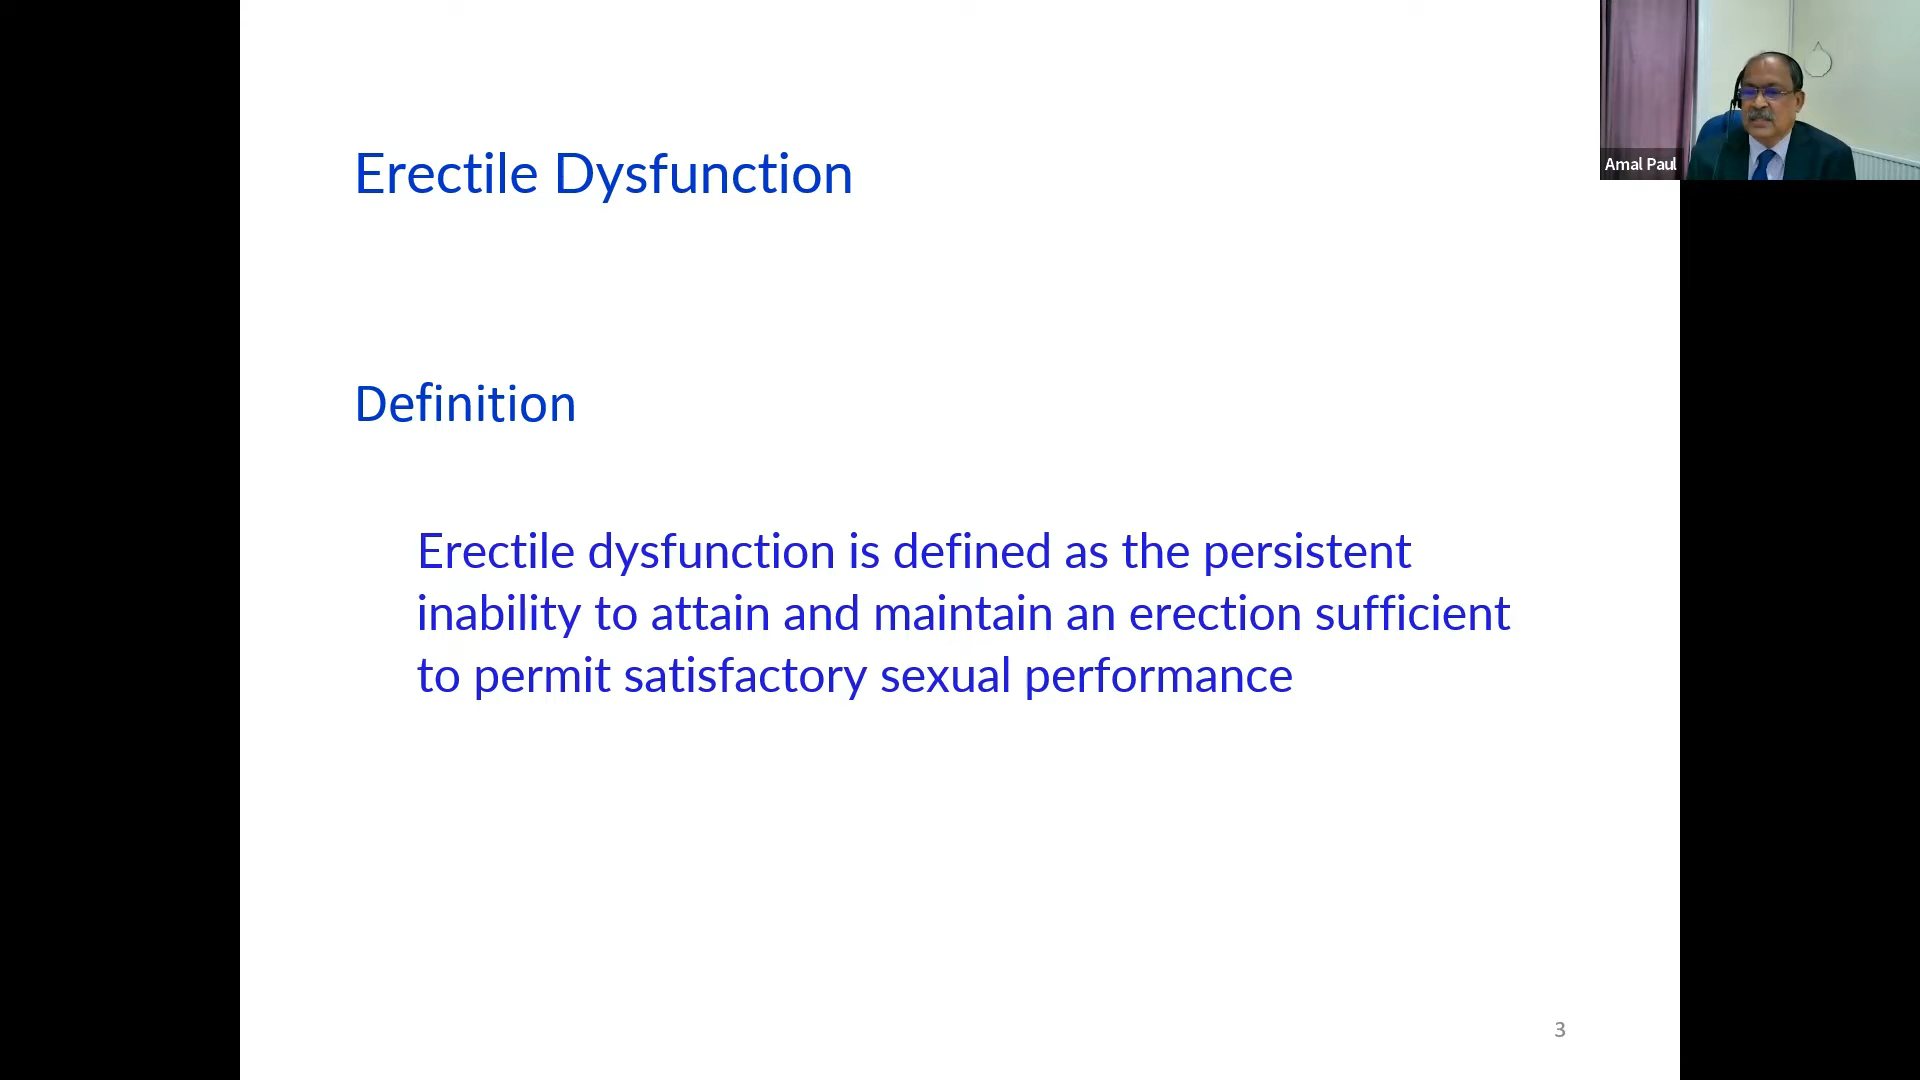 Erectile Dysfunction
Amal Paul
Definition
Erectile dysfunction is defined as the persistent
inability to attain and maintain an erection sufficient
to permit satisfactory sexual performance
3